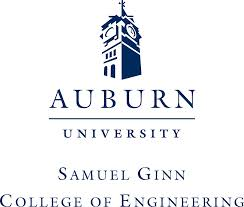 AUBURN
UNIVERSITY
SAMUEL GINN
COLLEGE OF ENGINEERING